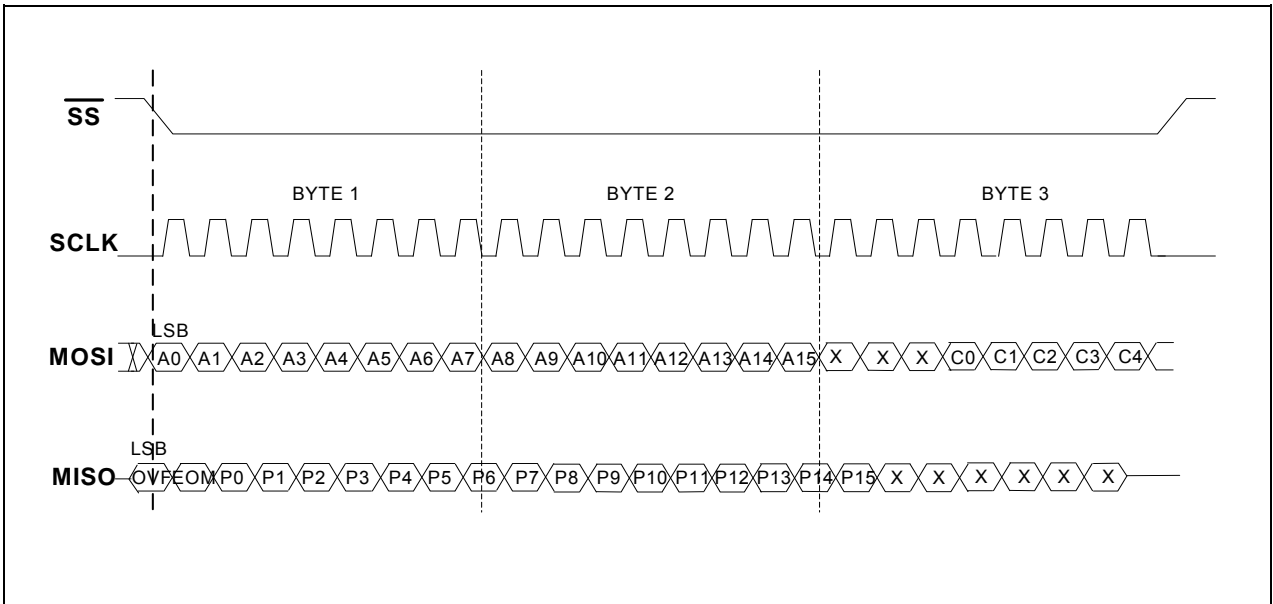 SS
BYTE 1 BYTE 2 BYTE 3
SCLK
LSB
MOSI A0 A1 A2 A3 A4 A5 A6 A7 A8 A9 A10 A11 A12 A13 A14 A15 X X X C0 C1 C2 C3 C4
LSB
MISO OVF EOM P0 P1 P2 P3 P4 P5 P6 P7 P8 P9 P10 P11 P12 P13 P14 P15 X X X X X X